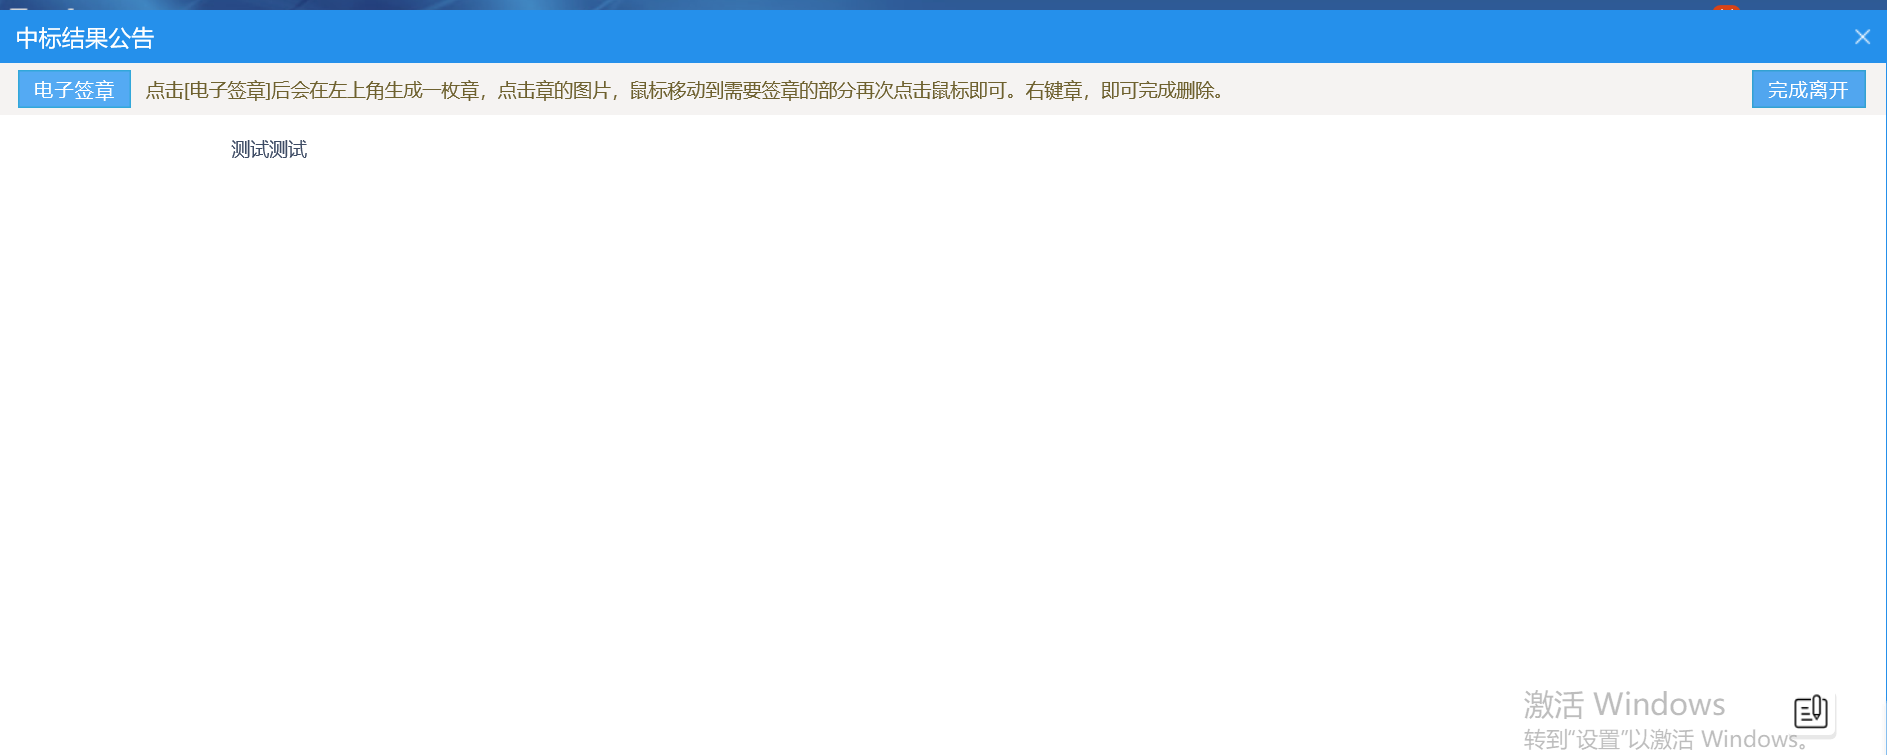 中标结果公告
电子签章 点击[电子签章]后会在左上角生成一枚章，点击章的图片，鼠标移动到需要签章的部分再次点击鼠标即可。右键章，即可完成删除。 完成离开
测试测试
激活 Windows
转到“设置”以激活 Windows。